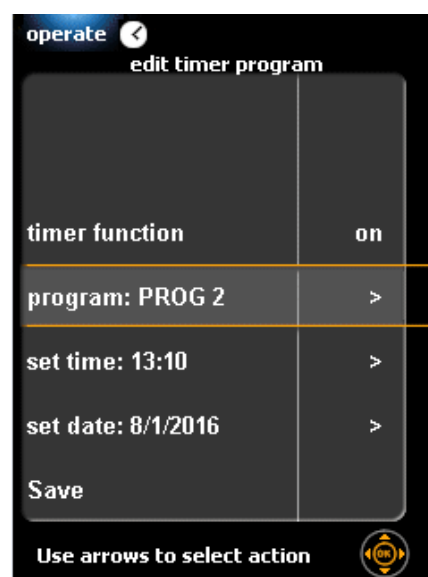 operate
edit timer program
timer function on
program: PROG 2 >
set time: 13:10 >
set date: 8/1/2016 >
Save
Use arrows to select action OK